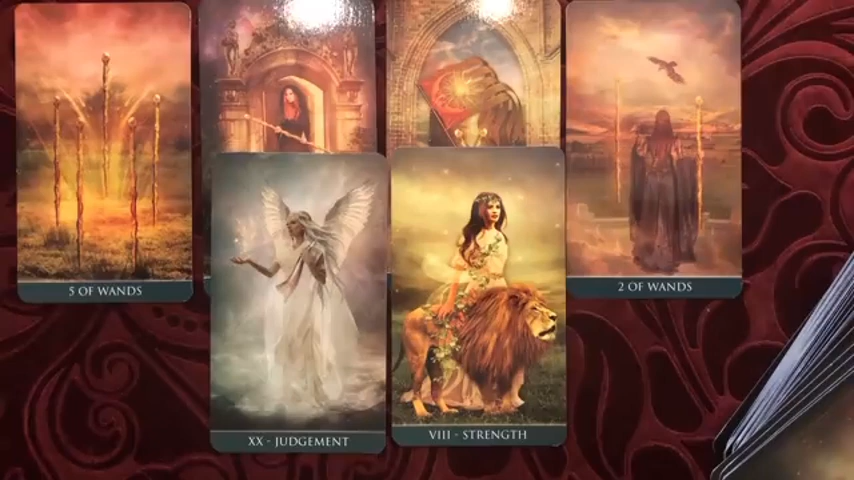 5 OF WANDS
2 OF WANDS
XX - JUDGEMENT
VIII - STRENGTH